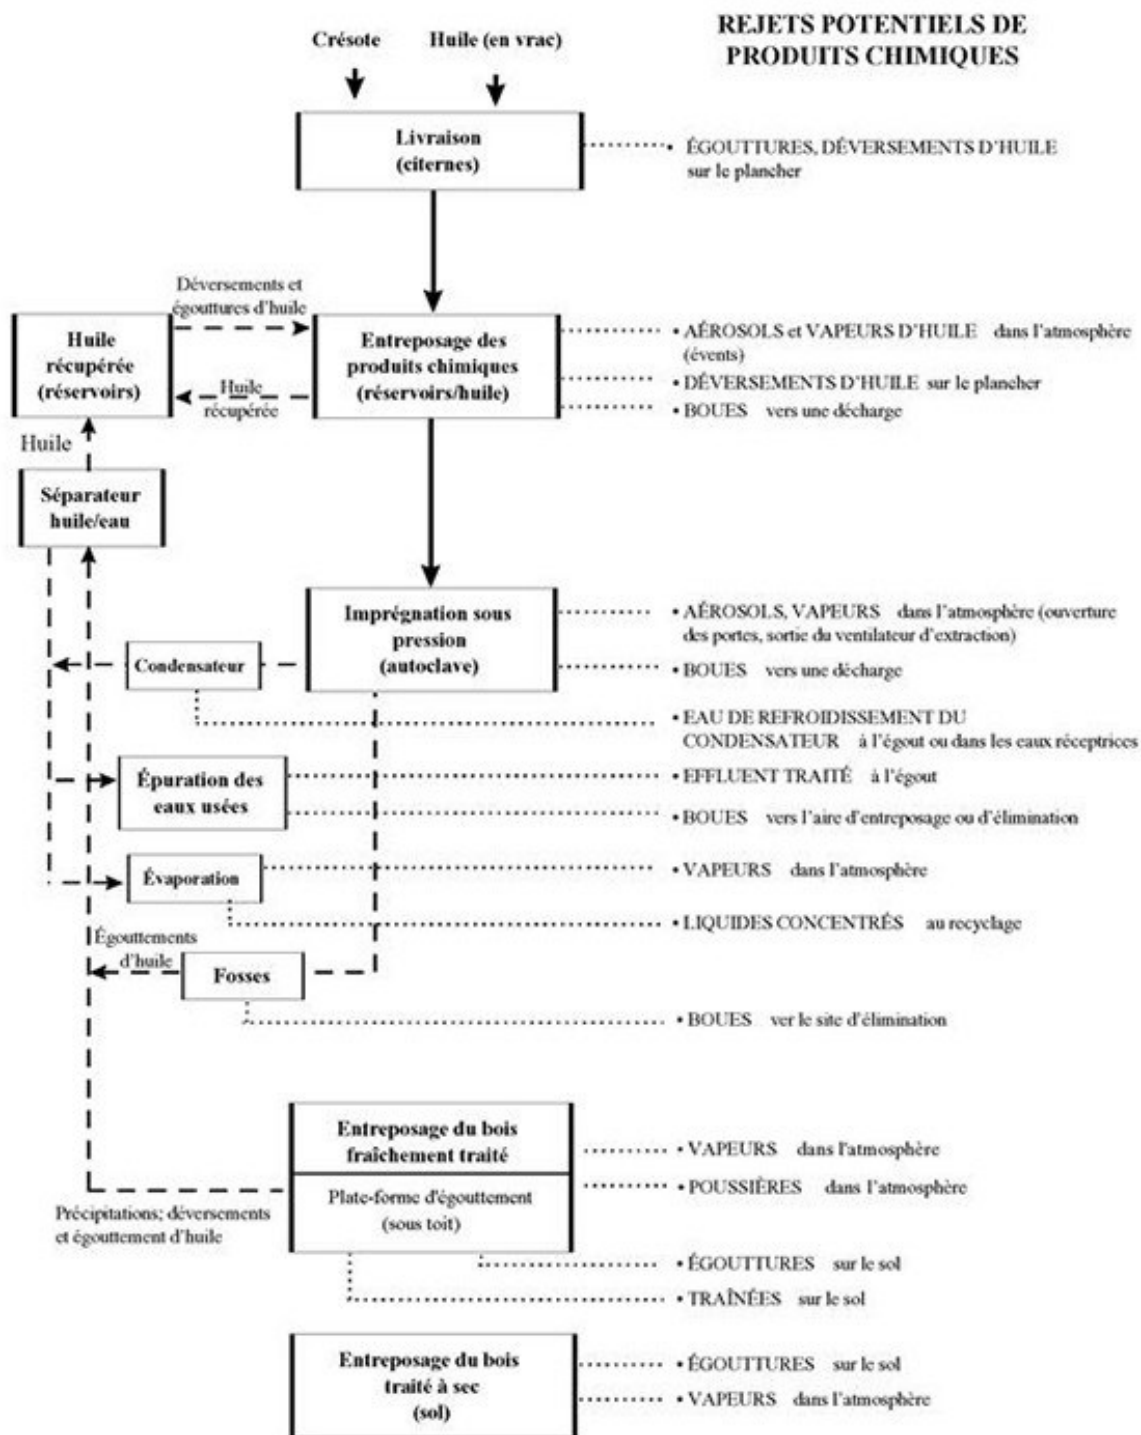 REJETS POTENTIELS DE
PRODUITS CHIMIQUES
Crésote
Huile (en vrac)
Livraison
(citernes)
• ÉGOUTTURES, DÉVERSEMENTS D'HUILE
sur le plancher
Déversements et
égouttures d'huile
Huile
récupérée
(réservoirs)
Entreposage des
produits chimiques
(réservoirs/huile)
Huile
récupérée
• AÉROSOLS et VAPEURS D'HUILE dans l'atmosphère
(évents)
• DÉVERSEMENTS D'HUILE sur le plancher
• BOUES vers une décharge
Huile
Séparateur
huile/eau
Imprégnation sous
pression
(autoclave)
• AÉROSOLS, VAPEURS dans l'atmosphère (ouverture
des portes, sortie du ventilateur d'extraction)
• BOUES vers une décharge
Condensateur
• EAU DE REFROIDISSEMENT DU
CONDENSATEUR à l'égout ou dans les eaux réceptrices
Épuration des
eaux usées
• EFFLUENT TRAITÉ à l'égout
• BOUES vers l'aire d'entreposage ou d'élimination
Évaporation
• VAPEURS dans l'atmosphère
• LIQUIDES CONCENTRÉS au recyclage
Égouttements
d'huile
Fosses
• BOUES ver le site d'élimination
Entreposage du bois
fraîchement traité
Plate-forme d'égouttement
(sous toit)
• VAPEURS dans l'atmosphère
• POUSSIÈRES dans l'atmosphère
Précipitations; déversements
et égouttement d'huile
• ÉGOUTTURES sur le sol
• TRAÎNÉES sur le sol
Entreposage du bois
traité à sec
(sol)
• ÉGOUTTURES sur le sol
• VAPEURS dans l'atmosphère